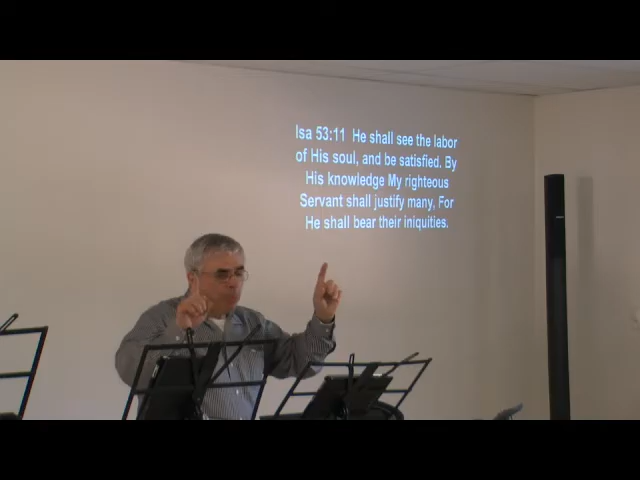 Isa 53:11 He shall see the labor
of His soul, and be satisfied. By
His knowledge My righteous
Servant shall justify many, For
He shall bear their iniquities.